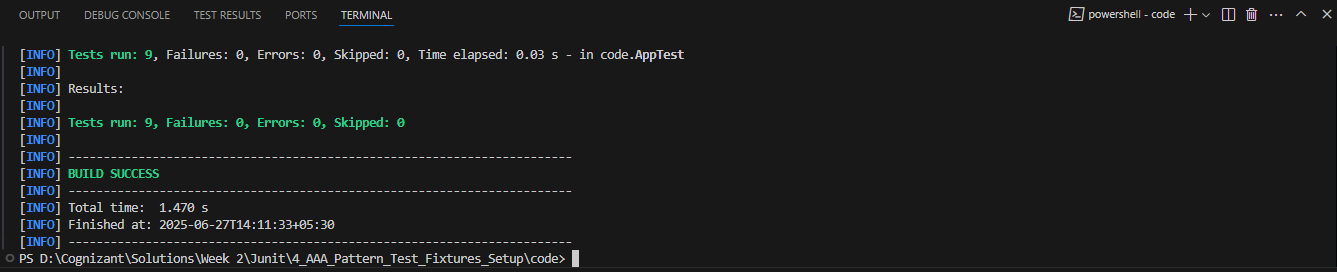 OUTPUT DEBUG CONSOLE TEST RESULTS PORTS TERMINAL powershell - code
[INFO] Tests run: 9, Failures: 0, Errors: 0, Skipped: 0, Time elapsed: 0.03 s - in code.AppTest
[INFO]
[INFO] Results:
[INFO]
[INFO] Tests run: 9, Failures: 0, Errors: 0, Skipped: 0
[INFO]
[INFO] ------------------------------------------------------------------------
[INFO] BUILD SUCCESS
[INFO] ------------------------------------------------------------------------
[INFO] Total time:  1.470 s
[INFO] Finished at: 2025-06-27T14:11:33+05:30
[INFO] ------------------------------------------------------------------------
PS D:\Cognizant\Solutions\Week 2\Junit\4_AAA_Pattern_Test_Fixtures_Setup\code>